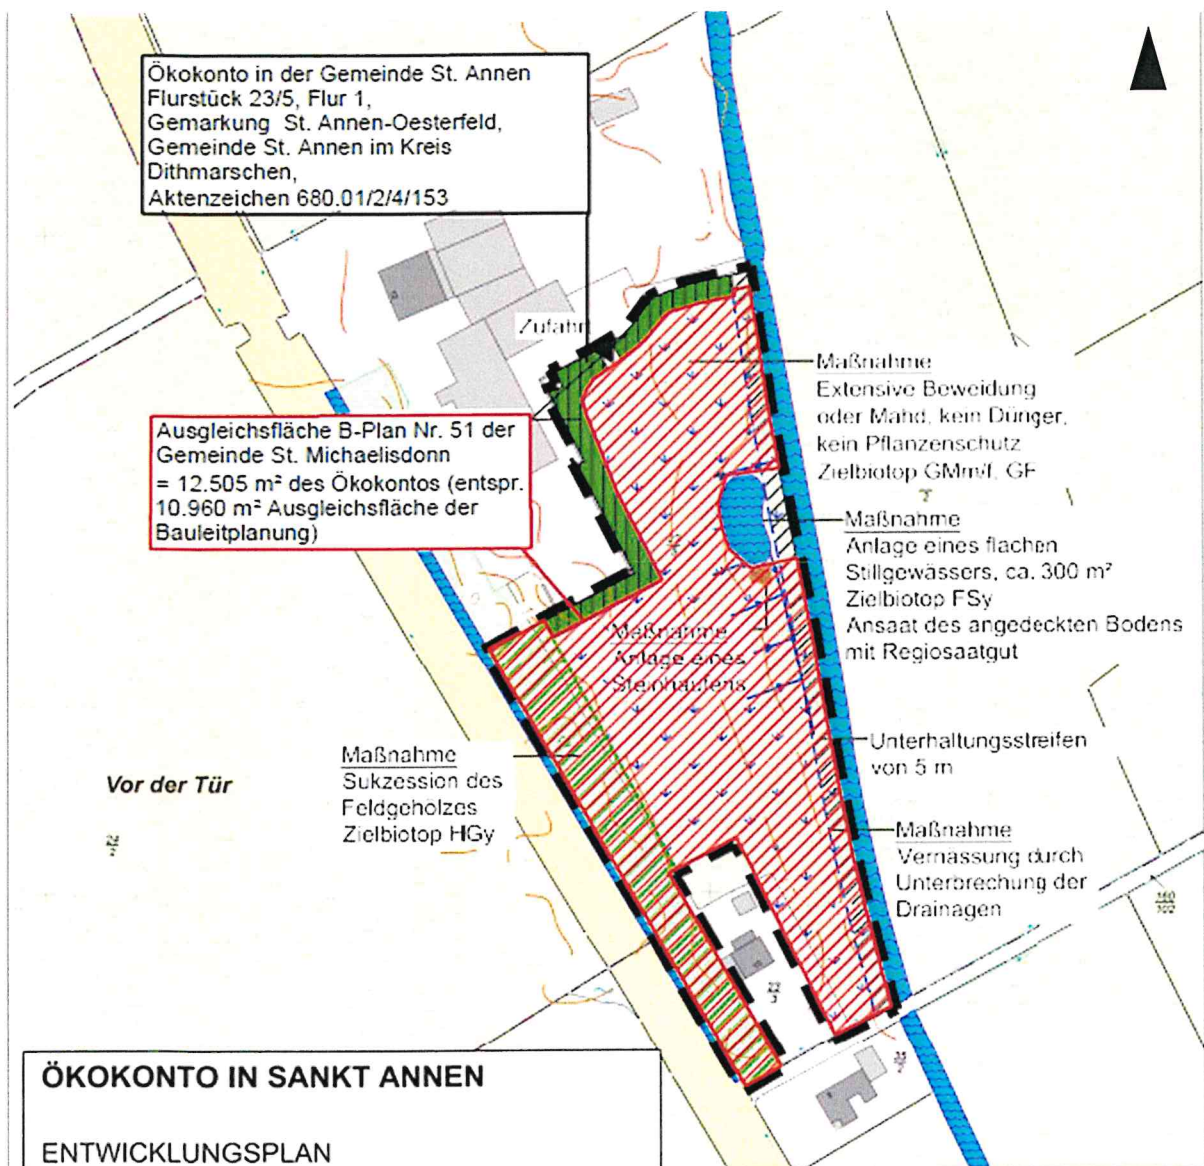 Ökokonto in der Gemeinde St. Annen
Flurstück 23/5, Flur 1,
Gemarkung St. Annen-Oesterfeld,
Gemeinde St. Annen im Kreis
Dithmarschen,
Aktenzeichen 680.01/2/4/153
Zufahrt
Ausgleichsfläche B-Plan Nr. 51 der
Gemeinde St. Michaelisdonn
= 12.505 m² des Ökokontos (entspr.
10.960 m² Ausgleichsfläche der
Bauleitplanung)
Maßnahme
Extensive Beweidung
oder Mahd, kein Dünger,
kein Pflanzenschutz
Zielbiotop GMm/f, GF
Maßnahme
Anlage eines flachen
Stillgewässers, ca. 300 m²
Zielbiotop FSy
Ansaat des angedeckten Bodens
mit Regiosaatgut
Maßnahme
Anlage eines
Steinhaufens
Unterhaltungsstreifen
von 5 m
Maßnahme
Sukzession des
Feldgehölzes
Zielbiotop HGy
Vor der Tür
Maßnahme
Vernässung durch
Unterbrechung der
Drainagen
ÖKOKONTO IN SANKT ANNEN
ENTWICKLUNGSPLAN